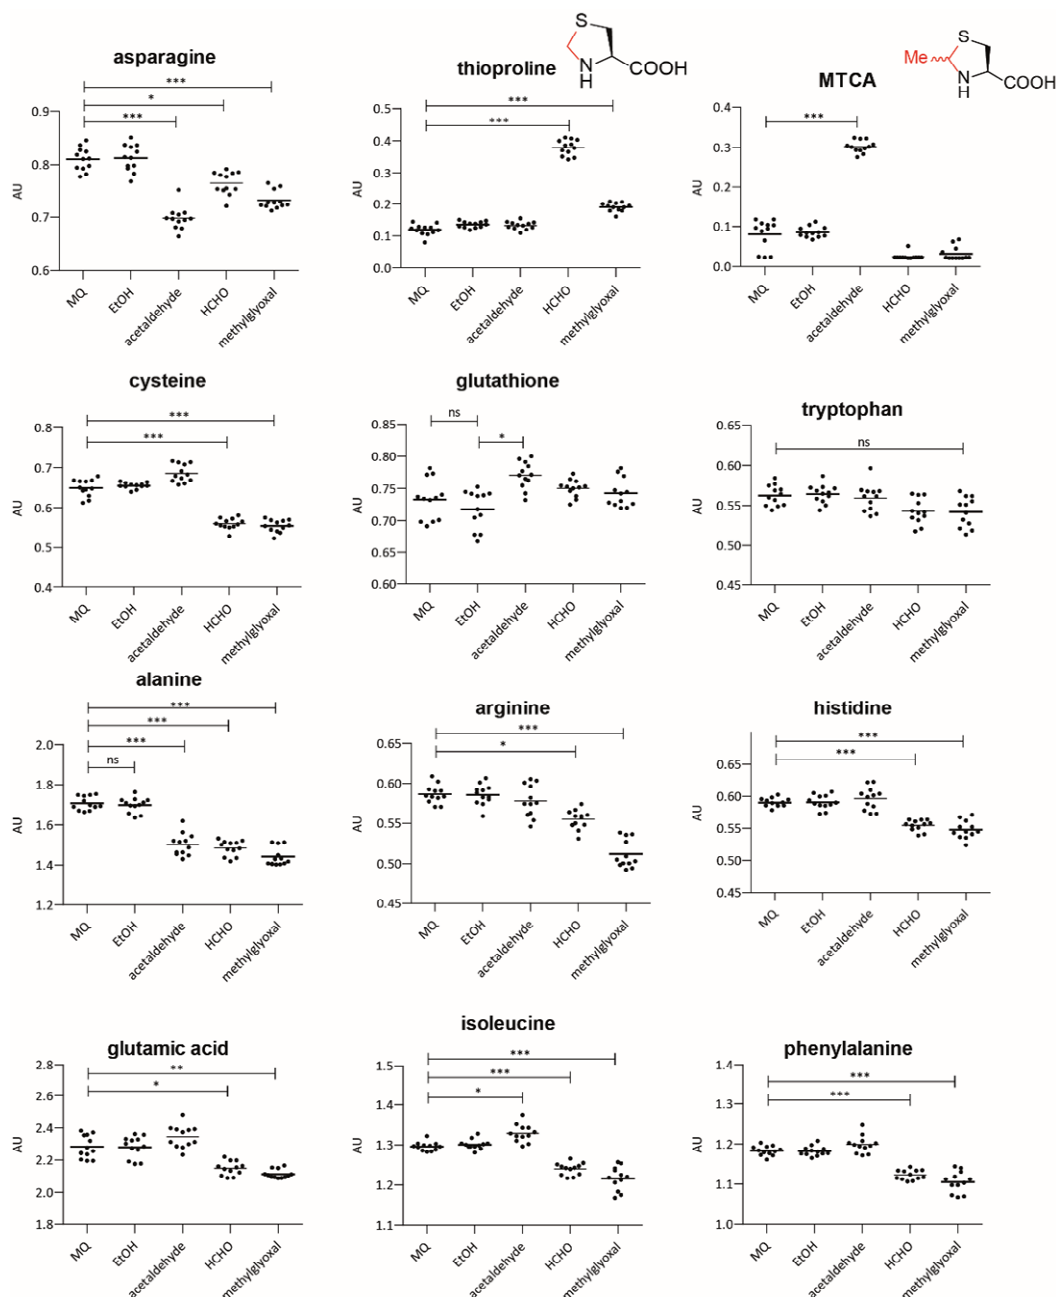 asparagine
***
*
***
0.9
0.8
0.7
0.6
AU
MQ
EtOH
acetaldehyde
HCHO
methylglyoxal
thioproline
S
NH
COOH
***
***
0.5
0.4
0.3
0.2
0.1
0.0
AU
MQ
EtOH
acetaldehyde
HCHO
methylglyoxal
MTCA
Me
S
NH
COOH
***
0.4
0.3
0.2
0.1
0.0
AU
MQ
EtOH
acetaldehyde
HCHO
methylglyoxal
cysteine
***
***
0.8
0.7
0.6
0.5
0.4
AU
MQ
EtOH
acetaldehyde
HCHO
methylglyoxal
glutathione
ns
*
0.85
0.80
0.75
0.70
0.65
0.60
AU
MQ
EtOH
acetaldehyde
HCHO
methylglyoxal
tryptophan
ns
0.65
0.60
0.55
0.50
0.45
AU
MQ
EtOH
acetaldehyde
HCHO
methylglyoxal
alanine
***
***
***
ns
2.0
1.8
1.6
1.4
1.2
AU
MQ
EtOH
acetaldehyde
HCHO
methylglyoxal
arginine
***
*
0.65
0.60
0.55
0.50
0.45
AU
MQ
EtOH
acetaldehyde
HCHO
methylglyoxal
histidine
***
***
0.65
0.60
0.55
0.50
0.45
AU
MQ
EtOH
acetaldehyde
HCHO
methylglyoxal
glutamic acid
**
*
2.8
2.6
2.4
2.2
2.0
1.8
AU
MQ
EtOH
acetaldehyde
HCHO
methylglyoxal
isoleucine
***
***
*
1.5
1.4
1.3
1.2
1.1
AU
MQ
EtOH
acetaldehyde
HCHO
methylglyoxal
phenylalanine
***
***
1.4
1.3
1.2
1.1
1.0
AU
MQ
EtOH
acetaldehyde
HCHO
methylglyoxal